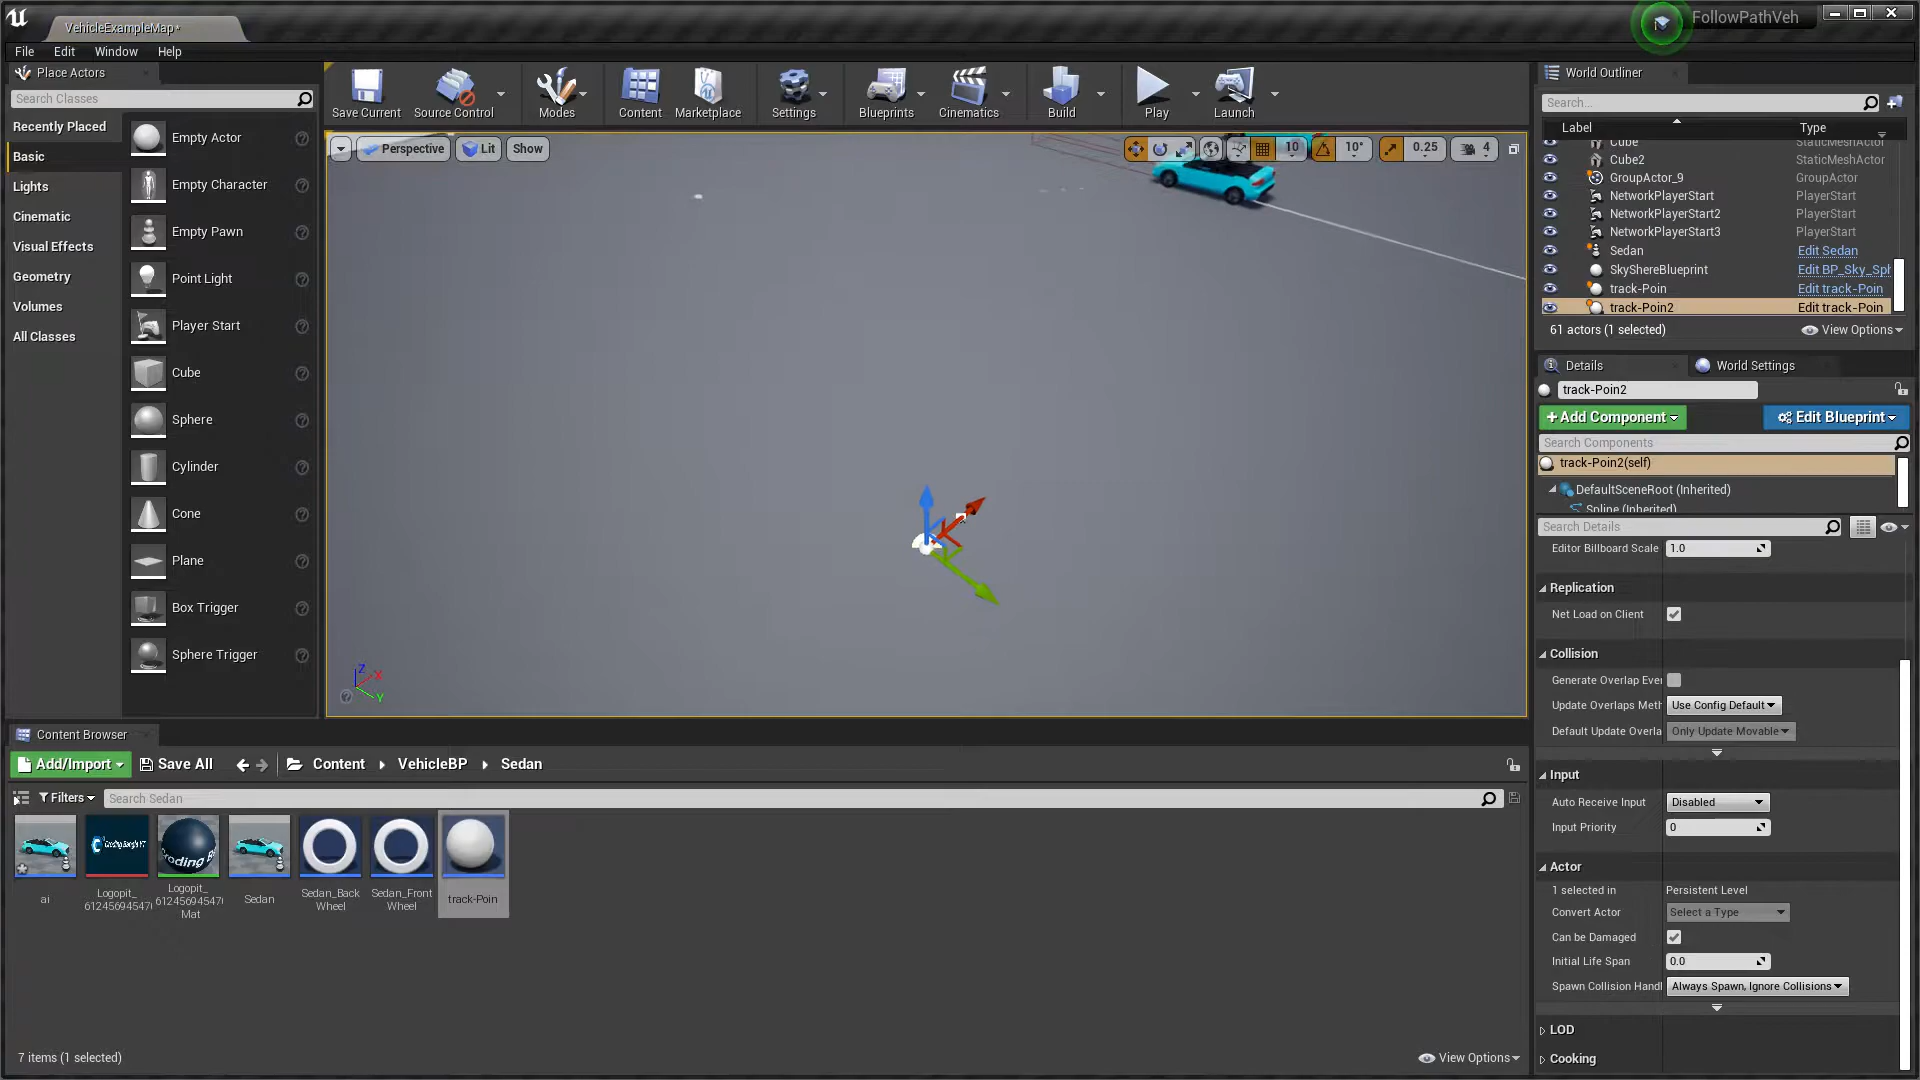 VehicleExampleMap*
FollowPathVeh
File Edit Window Help
Place Actors
Search Classes
Recently Placed
Basic
Lights
Cinematic
Visual Effects
Geometry
Volumes
All Classes
Empty Actor
Empty Character
Empty Pawn
Point Light
Player Start
Cube
Sphere
Cylinder
Cone
Plane
Box Trigger
Sphere Trigger
Save Current Source Control Modes Content Marketplace Settings Blueprints Cinematics Build Play Launch
Perspective Lit Show
10 10° 0.25 4
Z X Y
World Outliner
Search...
Label Type
Cube StaticMeshActor
Cube2 StaticMeshActor
GroupActor_9 GroupActor
NetworkPlayerStart PlayerStart
NetworkPlayerStart2 PlayerStart
NetworkPlayerStart3 PlayerStart
Sedan Edit Sedan
SkyShereBlueprint Edit BP_Sky_Sph
track-Poin Edit track-Poin
track-Poin2 Edit track-Poin
61 actors (1 selected) View Options
Details World Settings
track-Poin2
+Add Component Edit Blueprint
Search Components
track-Poin2(self)
DefaultSceneRoot (Inherited)
Spline (Inherited)
Search Details
Editor Billboard Scale 1.0
Replication
Net Load on Client
Collision
Generate Overlap Eve
Update Overlaps Meth Use Config Default
Default Update Overla Only Update Movable
Input
Auto Receive Input Disabled
Input Priority 0
Actor
1 selected in Persistent Level
Convert Actor Select a Type
Can be Damaged
Initial Life Span 0.0
Spawn Collision Handl Always Spawn, Ignore Collisions
LOD
Cooking
Content Browser
Add/Import Save All Content VehicleBP Sedan
Filters Search Sedan
ai
Logopit_
Logopit_
Mat
Sedan
Sedan_Back
Wheel
Sedan_Front
Wheel
track-Poin
7 items (1 selected) View Options